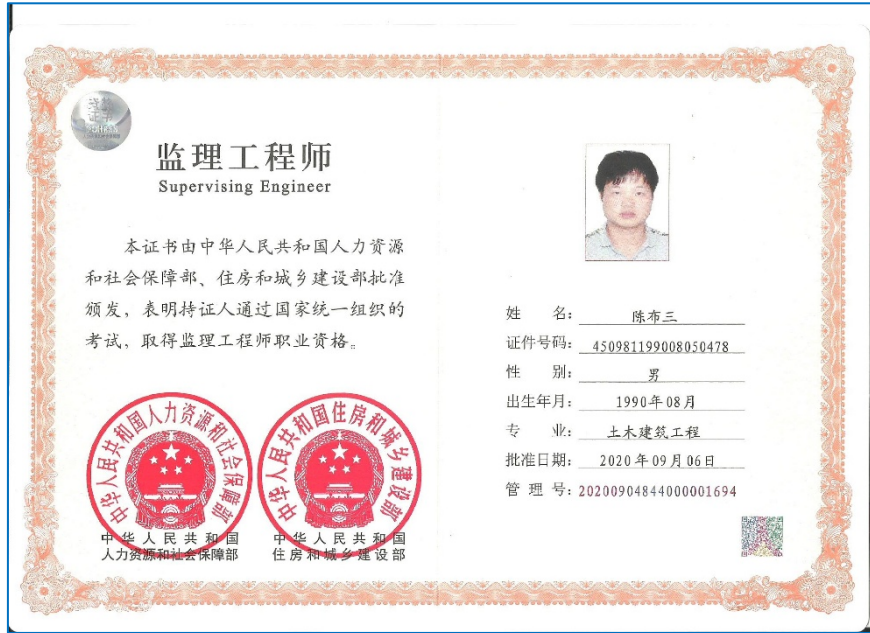 监理工程师
Supervising Engineer
本证书由中华人民共和国人力资源
和社会保障部、住房和城乡建设部批准
颁发，表明持证人通过国家统一组织的
考试，取得监理工程师职业资格。
中华人民共和国人力资源和社会保障部
中华人民共和国住房和城乡建设部
中华人民共和国
人力资源和社会保障部
中华人民共和国
住房和城乡建设部
姓 名： 陈布三
证件号码： 450981199008050478
性 别： 男
出生年月： 1990年08月
专 业： 土木建筑工程
批准日期： 2020年09月06日
管 理 号：20200904844000001694